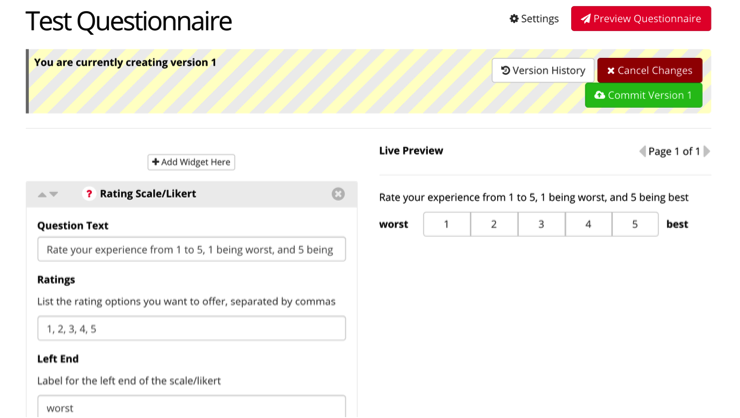 Test Questionnaire
Settings
Preview Questionnaire
You are currently creating version 1
Version History
Cancel Changes
Commit Version 1
Add Widget Here
? Rating Scale/Likert
Question Text
Rate your experience from 1 to 5, 1 being worst, and 5 being
Ratings
List the rating options you want to offer, separated by commas
1, 2, 3, 4, 5
Left End
Label for the left end of the scale/likert
worst
Live Preview
Page 1 of 1
Rate your experience from 1 to 5, 1 being worst, and 5 being best
worst 1 2 3 4 5 best